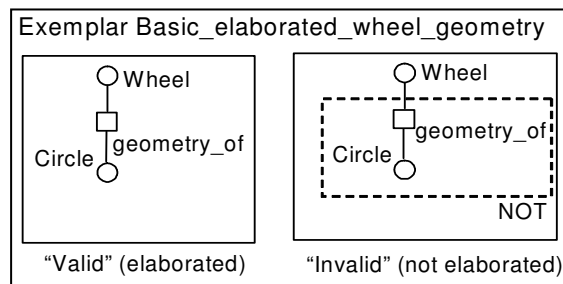 Exemplar Basic_elaborated_wheel_geometry
Wheel
geometry_of
Circle
"Valid" (elaborated)
Wheel
geometry_of
Circle
NOT
"Invalid" (not elaborated)